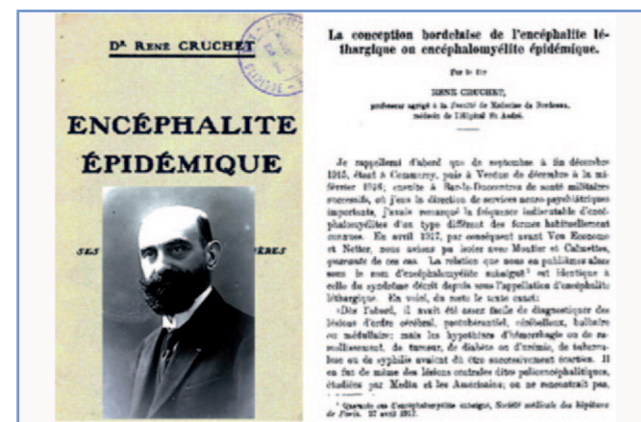 Dʀ René CRUCHET
ENCÉPHALITE
ÉPIDÉMIQUE
SES
La conception bordelaise de l'encéphalite lé-
thargique ou encéphalomyélite épidémique.
Par le Dr
RENÉ CRUCHET,
professeur agrégé à la Faculté de Médecine de Bordeaux,
médecin de l'Hôpital St André.
Je rappellerai d'abord que de septembre à fin décembre
1915, étant à Commercy, puis à Verdun de décembre à la mi-
février 1916; ensuite à Bar-le-Duc centres de santé militaires
successifs, où j'eus la direction de services neuro-psychiatriques
importants, j'avais remarqué la fréquence indiscutable d'encé-
phalomyélites d'un type différent des formes habituellement
connues. En avril 1917, par conséquent avant Von Economo
et Netter, nous avions pu isoler avec Moutier et Calmettes,
quarante de ces cas. La relation que nous en publiâmes alors
sous le nom d'encéphalomyélite subaiguë¹ est identique à
celle du syndrome décrit depuis sous l'appellation d'encéphalite
léthargique. En voici, du reste le texte exact:
«Dès l'abord, il avait été assez facile de diagnostiquer des
lésions d'ordre cérébral, protubérantiel, cérébelleux, bulbaire
ou médullaire; mais les hypothèses d'hémorrhagie ou de ra-
mollissement, de tumeur, de diabète ou d'urémie, de tubercu-
lose ou de syphilis avaient dû être successivement écartées. Il
en fut de même des lésions centrales dites policencéphalitiques,
étudiées par Medin et les Américains; on ne rencontrait pas,
¹ Quarante cas d'encéphalomyélite subaiguë, Société médicale des hôpitaux
de Paris. 27 avril 1917.